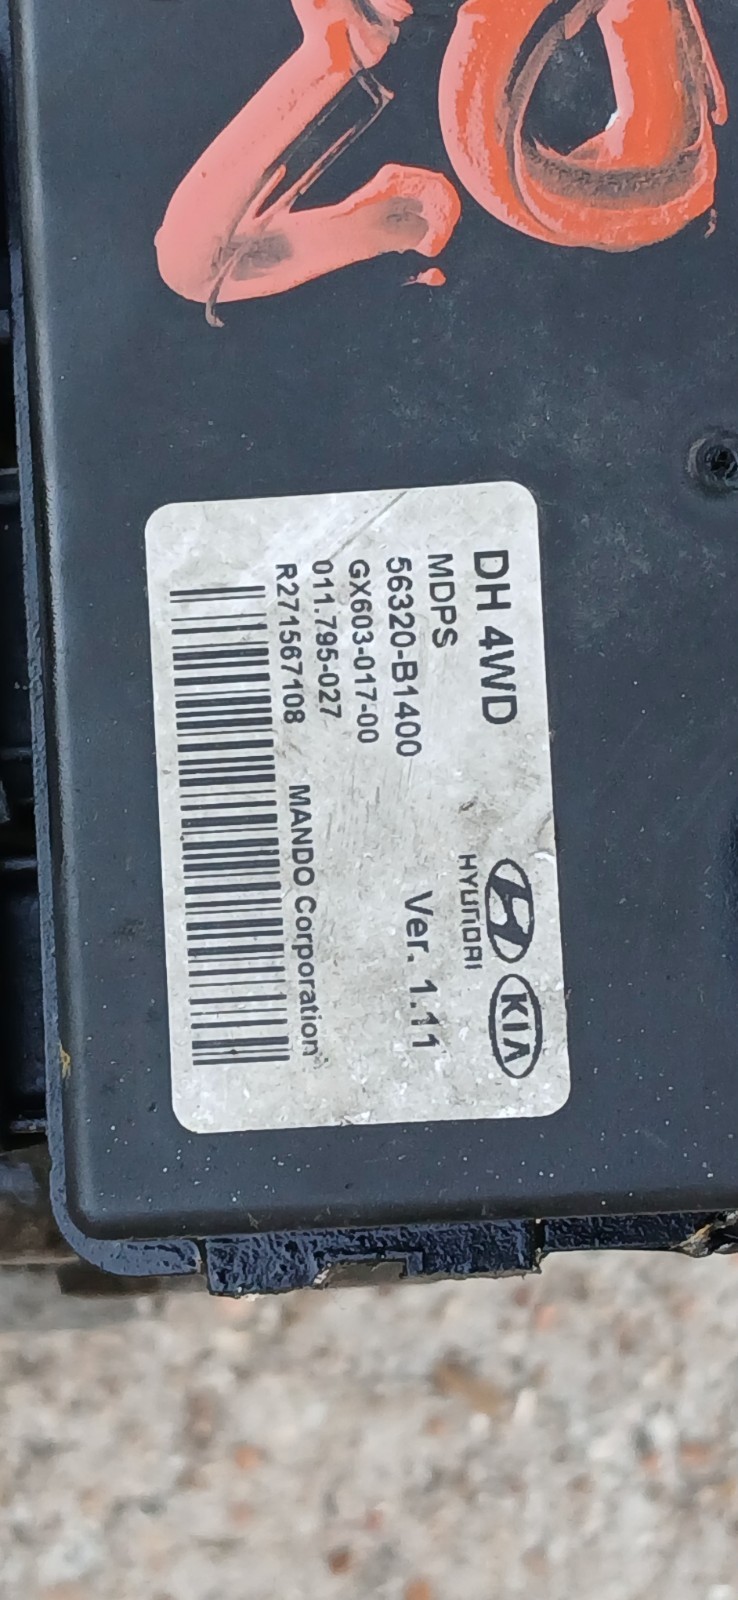 DH 4WD
HYUNDAI KIA
MDPS
56320-B1400 Ver. 1.11
GX603-017-00
011.795-027
R271567108 MANDO Corporation